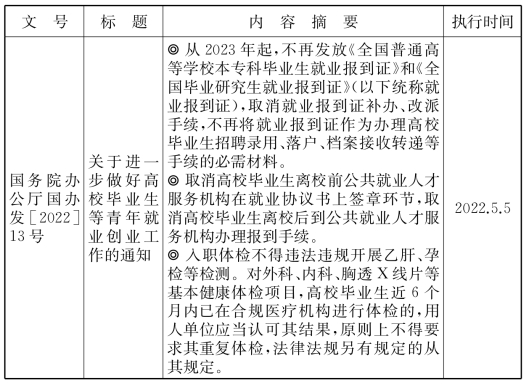 文　号
标　题
内　容　摘　要
执行时间
国务院办
公厅国办
发［2022］
13号
关于进一
步做好高
校毕业生
等青年就
业创业工
作的通知
◎ 从 2023 年起，不再发放《全国普通高
等学校本专科毕业生就业报到证》和《全
国毕业研究生就业报到证》（以下统称就
业报到证），取消就业报到证补办、改派
手续，不再将就业报到证作为办理高校
毕业生招聘录用、落户、档案接收转递等
手续的必需材料。
◎ 取消高校毕业生离校前公共就业人才
服务机构在就业协议书上签章环节，取
消高校毕业生离校后到公共就业人才服
务机构办理报到手续。
◎ 入职体检不得违法违规开展乙肝、孕
检等检测。对外科、内科、胸透 X 线片等
基本健康体检项目，高校毕业生近 6 个
月内已在合规医疗机构进行体检的，用
人单位应当认可其结果，原则上不得要
求其重复体检，法律法规另有规定的从
其规定。
2022.5.5